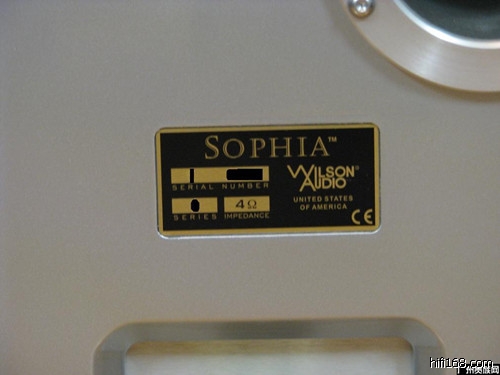 SOPHIA™
WILSON®
AUDIO
SERIAL NUMBER
4Ω
SERIES IMPEDANCE
UNITED STATES
OF AMERICA
CE
hifi168.com